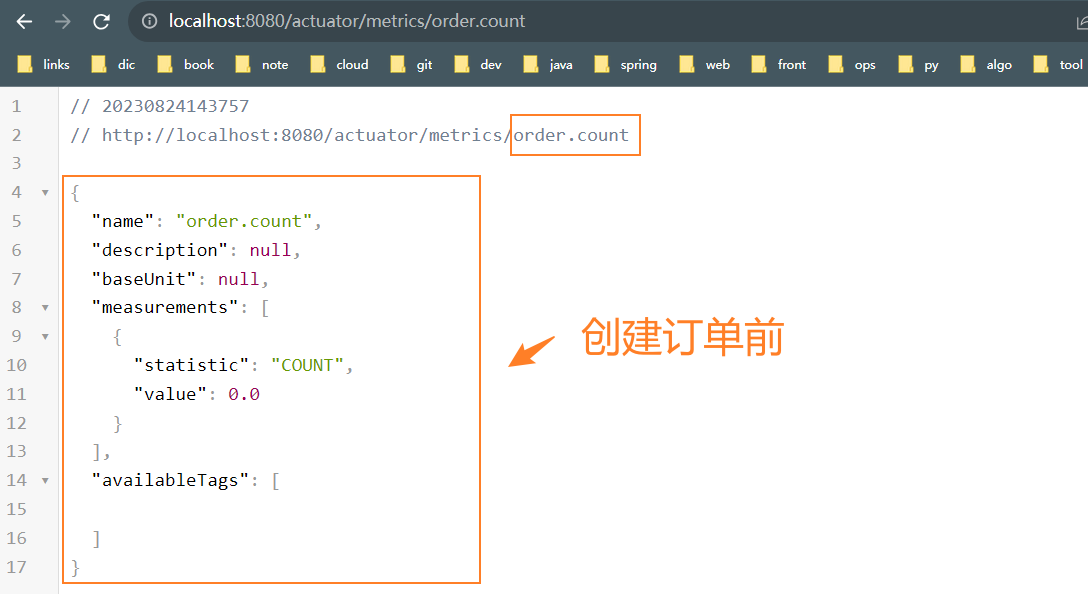 localhost:8080/actuator/metrics/order.count
links dic book note cloud git dev java spring web front ops py algo tool
1 // 20230824143757
2 // http://localhost:8080/actuator/metrics/order.count
3
4 {
5 "name": "order.count",
6 "description": null,
7 "baseUnit": null,
8 "measurements": [
9 {
10 "statistic": "COUNT",
11 "value": 0.0
12 }
13 ],
14 "availableTags": [
15
16 ]
17 }
创建订单前